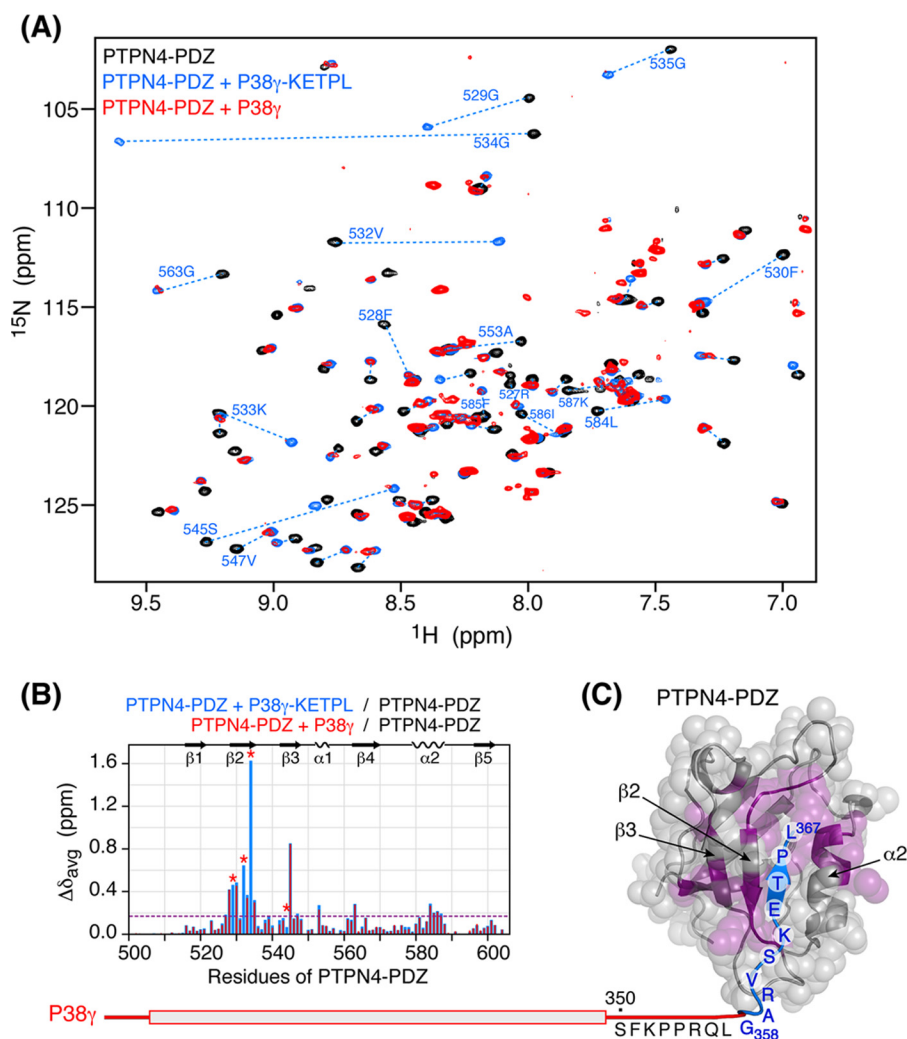 (A)
PTPN4-PDZ
PTPN4-PDZ + P38γ-KETPL
PTPN4-PDZ + P38γ
535G
529G
534G
532V
563G
530F
528F
553A
527R
585F
587K
586I
584L
533K
545S
547V
105
110
115
120
125
15N (ppm)
9.5 9.0 8.5 8.0 7.5 7.0
1H (ppm)
(B)
PTPN4-PDZ + P38γ-KETPL / PTPN4-PDZ
PTPN4-PDZ + P38γ / PTPN4-PDZ
β1 β2 β3 α1 β4 α2 β5
* * * *
1.6
1.2
0.8
0.4
0.0
Δδavg (ppm)
500 520 540 560 580 600
Residues of PTPN4-PDZ
(C)
PTPN4-PDZ
β2
β3
α2
L367
P
T
E
K
S
V
R
A
G358
P38γ
350
SFKPPRQL